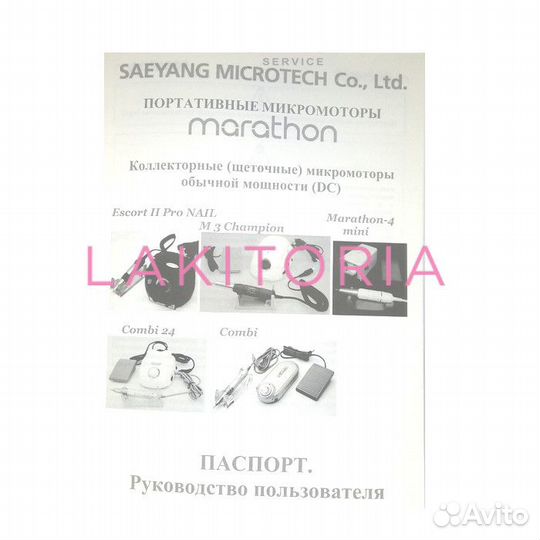 SERVICE
SAEYANG MICROTECH Co., Ltd.
ПОРТАТИВНЫЕ МИКРОМОТОРЫ
marathon
Коллекторные (щеточные) микромоторы
обычной мощности (DC)
Escort II Pro NAIL
M 3 Champion
Marathon-4
mini
LAKITORIA
Combi 24
Combi
ПАСПОРТ.
Руководство пользователя
Avito